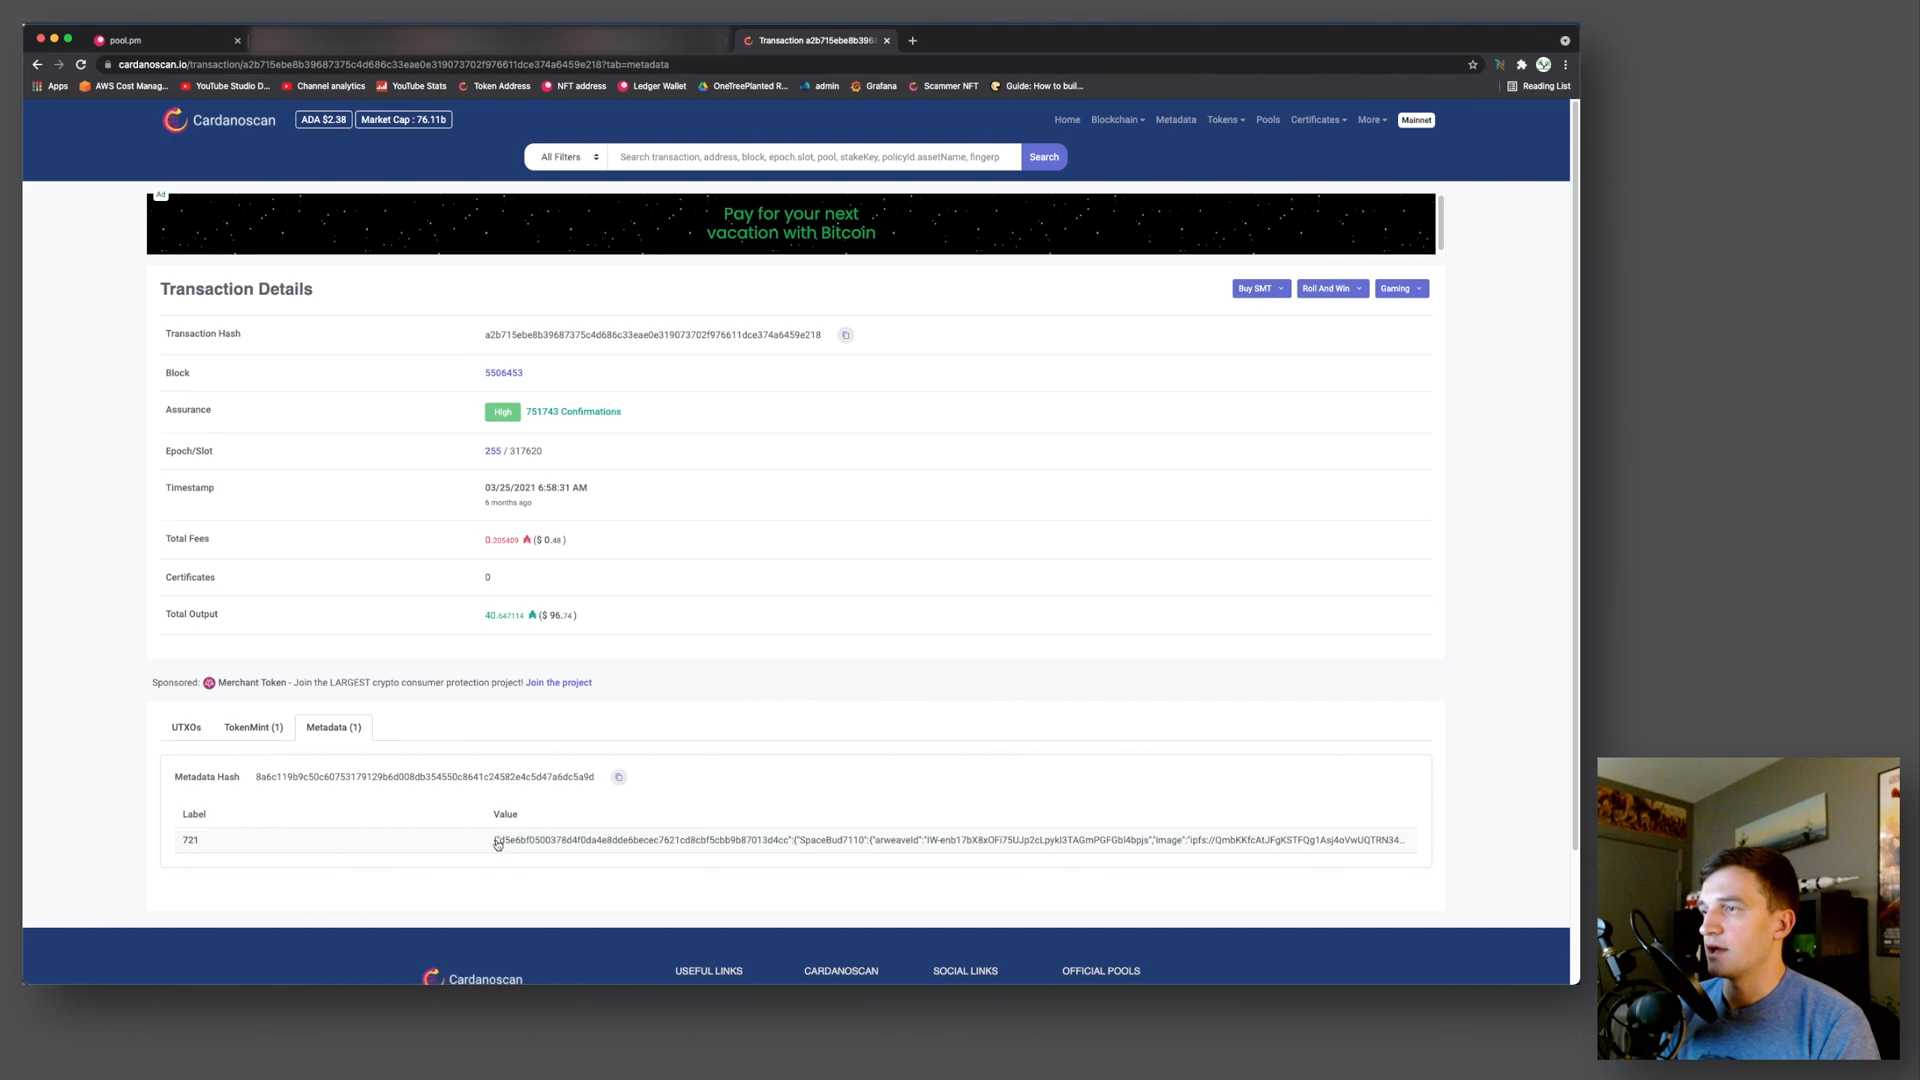 pool.pm
Transaction a2b715ebe8b3968
cardanoscan.io/transaction/a2b715ebe8b39687375c4d686c33eae0e319073702f976611dce374a6459e218?tab=metadata
Apps AWS Cost Manag... YouTube Studio D... Channel analytics YouTube Stats Token Address NFT address Ledger Wallet OneTreePlanted R... admin Grafana Scammer NFT Guide: How to buil... Reading List
Cardanoscan ADA $2.38 Market Cap : 76.11b Home Blockchain Metadata Tokens Pools Certificates More Mainnet
All Filters Search transaction, address, block, epoch.slot, pool, stakeKey, policyId.assetName, fingerp Search
Ad
Pay for your next
vacation with Bitcoin
Transaction Details Buy SMT Roll And Win Gaming
Transaction Hash a2b715ebe8b39687375c4d686c33eae0e319073702f976611dce374a6459e218
Block 5506453
Assurance High 751743 Confirmations
Epoch/Slot 255 / 317620
Timestamp 03/25/2021 6:58:31 AM
6 months ago
Total Fees 0.205409 ₳ ($ 0.48 )
Certificates 0
Total Output 40.647114 ₳ ($ 96.74 )
Sponsored: Merchant Token - Join the LARGEST crypto consumer protection project! Join the project
UTXOs TokenMint (1) Metadata (1)
Metadata Hash 8a6c119b9c50c60753179129b6d008db354550c8641c24582e4c5d47a6dc5a9d
Label Value
721 {"d5e6bf0500378d4f0da4e8dde6becec7621cd8cbf5cbb9b87013d4cc":{"SpaceBud7110":{"arweaveId":"IW-enb17bX8xOFi75UJp2cLpykI3TAGmPGFGbl4bpjs","image":"ipfs://QmbKKfcAtJFgKSTFQg1Asj4oVwUQTRN34...
Cardanoscan USEFUL LINKS CARDANOSCAN SOCIAL LINKS OFFICIAL POOLS